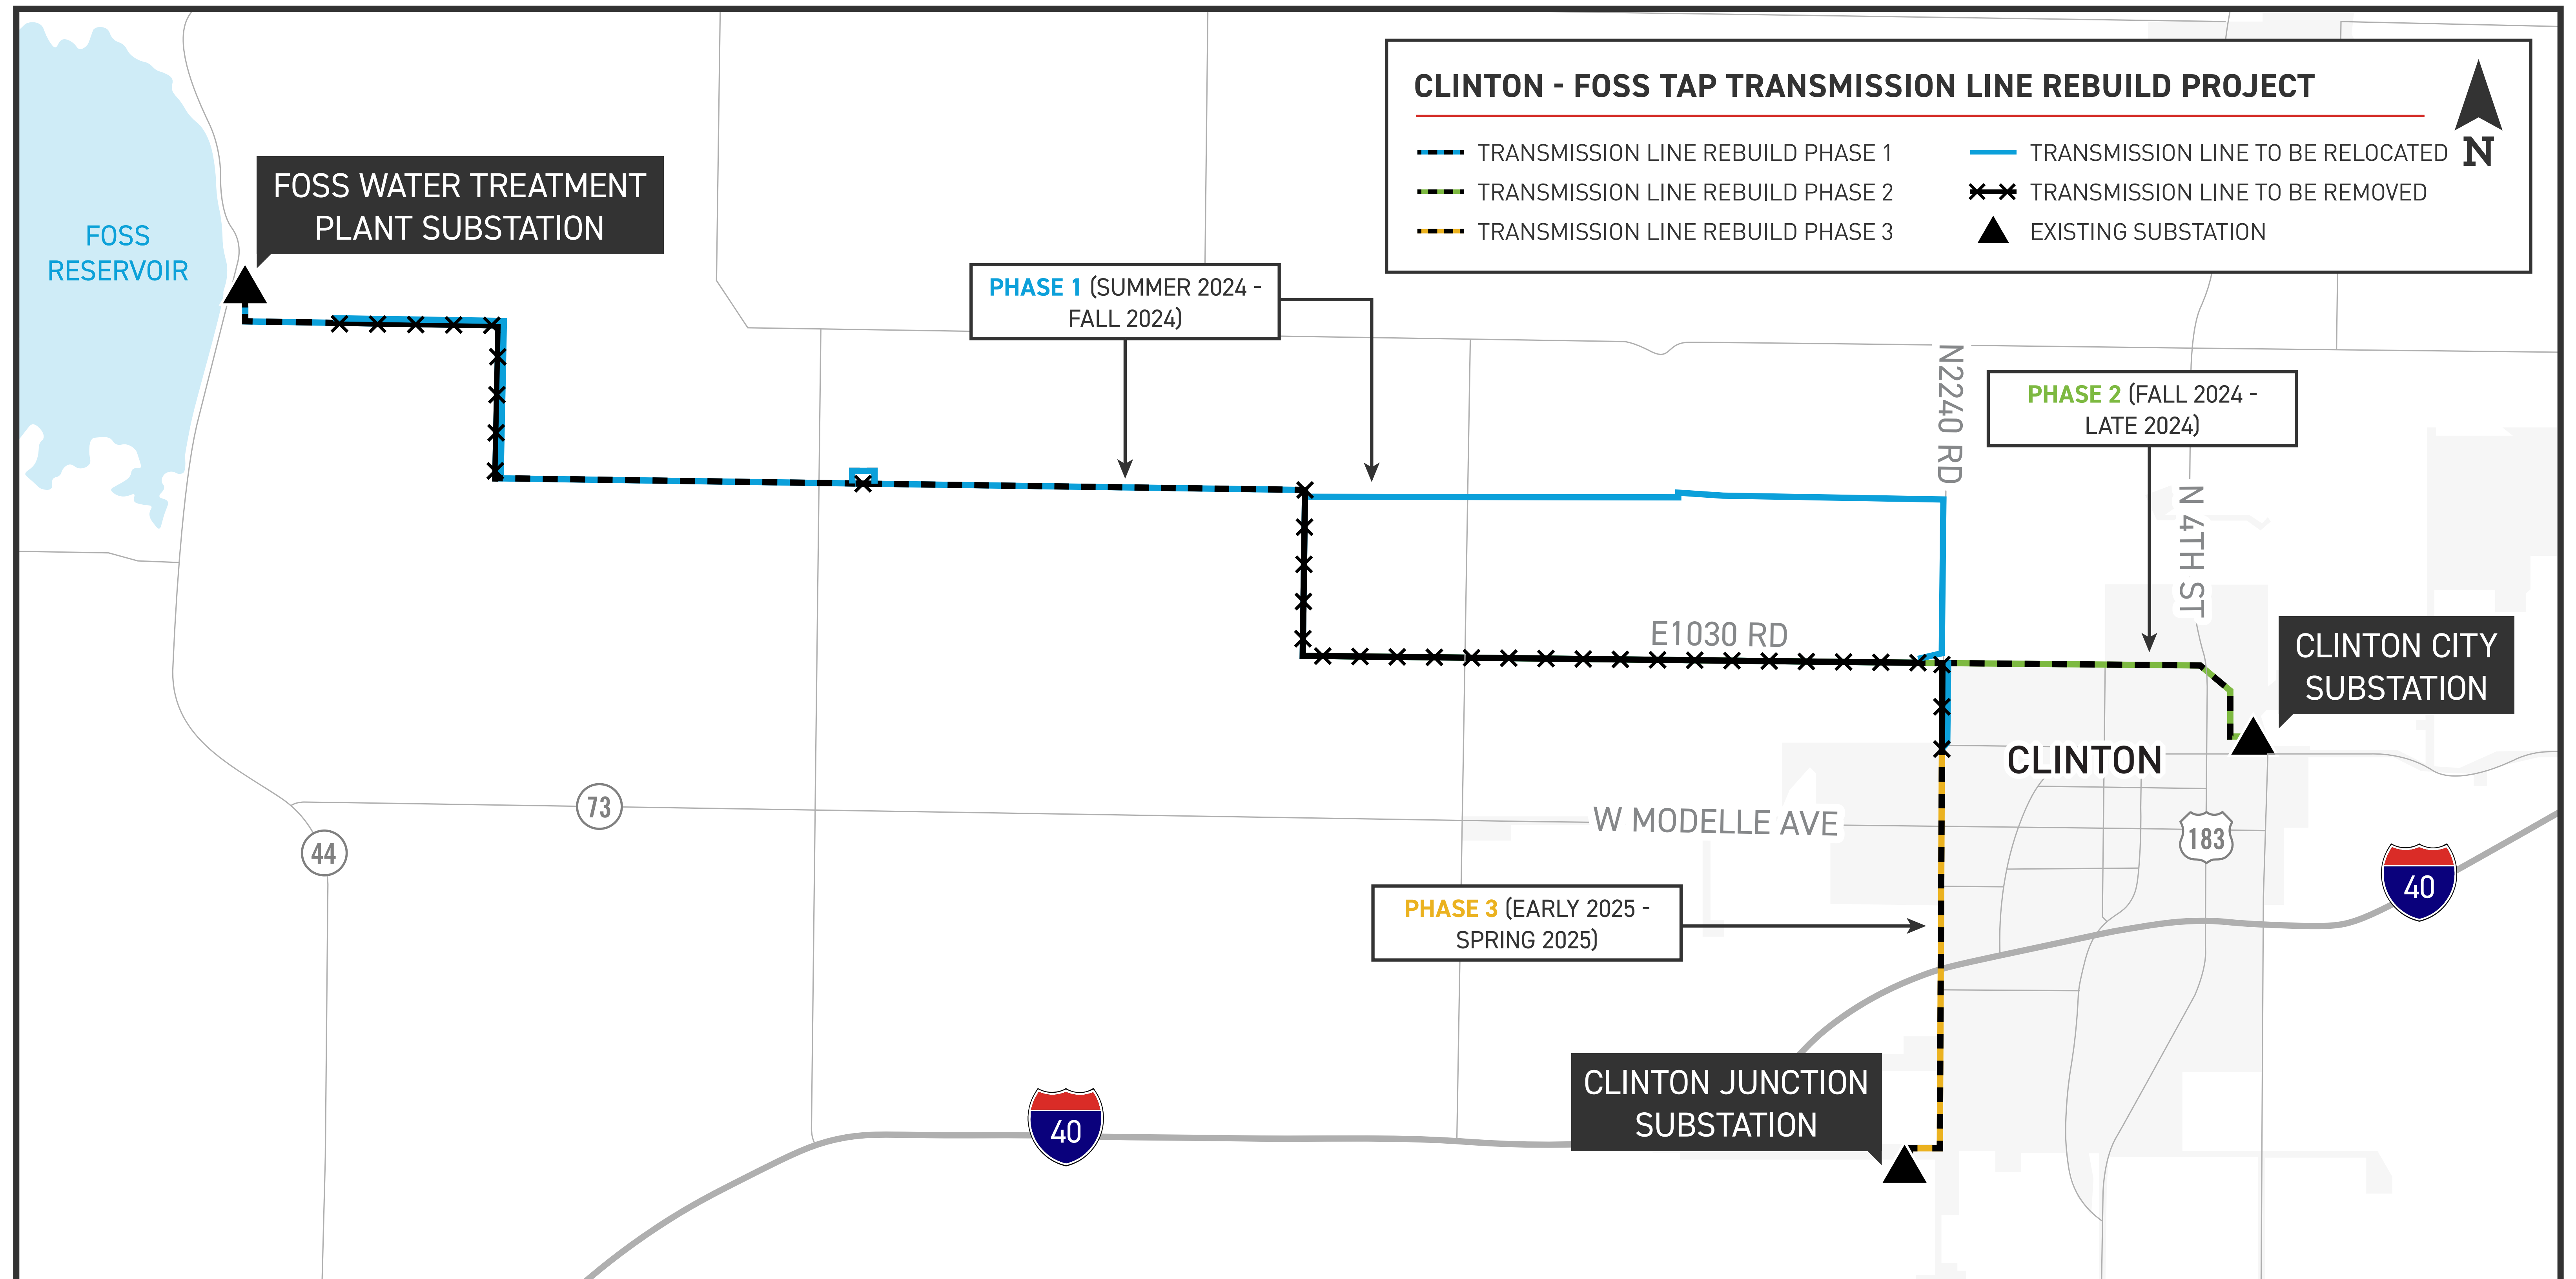 CLINTON - FOSS TAP TRANSMISSION LINE REBUILD PROJECT
TRANSMISSION LINE REBUILD PHASE 1
TRANSMISSION LINE REBUILD PHASE 2
TRANSMISSION LINE REBUILD PHASE 3
TRANSMISSION LINE TO BE RELOCATED
TRANSMISSION LINE TO BE REMOVED
EXISTING SUBSTATION
N
FOSS WATER TREATMENT
PLANT SUBSTATION
FOSS
RESERVOIR
PHASE 1 (SUMMER 2024 -
FALL 2024)
N2240 RD
PHASE 2 (FALL 2024 -
LATE 2024)
N 4TH ST
E1030 RD
CLINTON CITY
SUBSTATION
CLINTON
73
44
W MODELLE AVE
183
40
PHASE 3 (EARLY 2025 -
SPRING 2025)
CLINTON JUNCTION
SUBSTATION
40